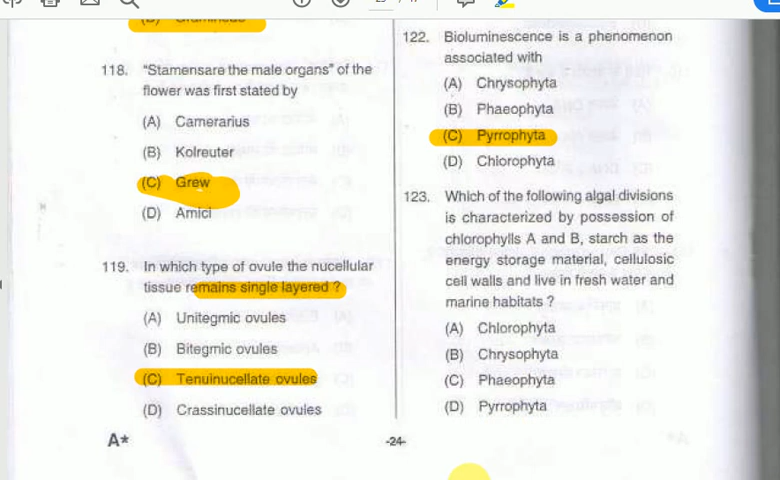 118. "Stamensare the male organs" of the
flower was first stated by
(A) Camerarius
(B) Kolreuter
(C) Grew
(D) Amici
119. In which type of ovule the nucellular
tissue remains single layered ?
(A) Unitegmic ovules
(B) Bitegmic ovules
(C) Tenuinucellate ovules
(D) Crassinucellate ovules
A*
122. Bioluminescence is a phenomenon
associated with
(A) Chrysophyta
(B) Phaeophyta
(C) Pyrrophyta
(D) Chlorophyta
123. Which of the following algal divisions
is characterized by possession of
chlorophylls A and B, starch as the
energy storage material, cellulosic
cell walls and live in fresh water and
marine habitats ?
(A) Chlorophyta
(B) Chrysophyta
(C) Phaeophyta
(D) Pyrrophyta
-24-